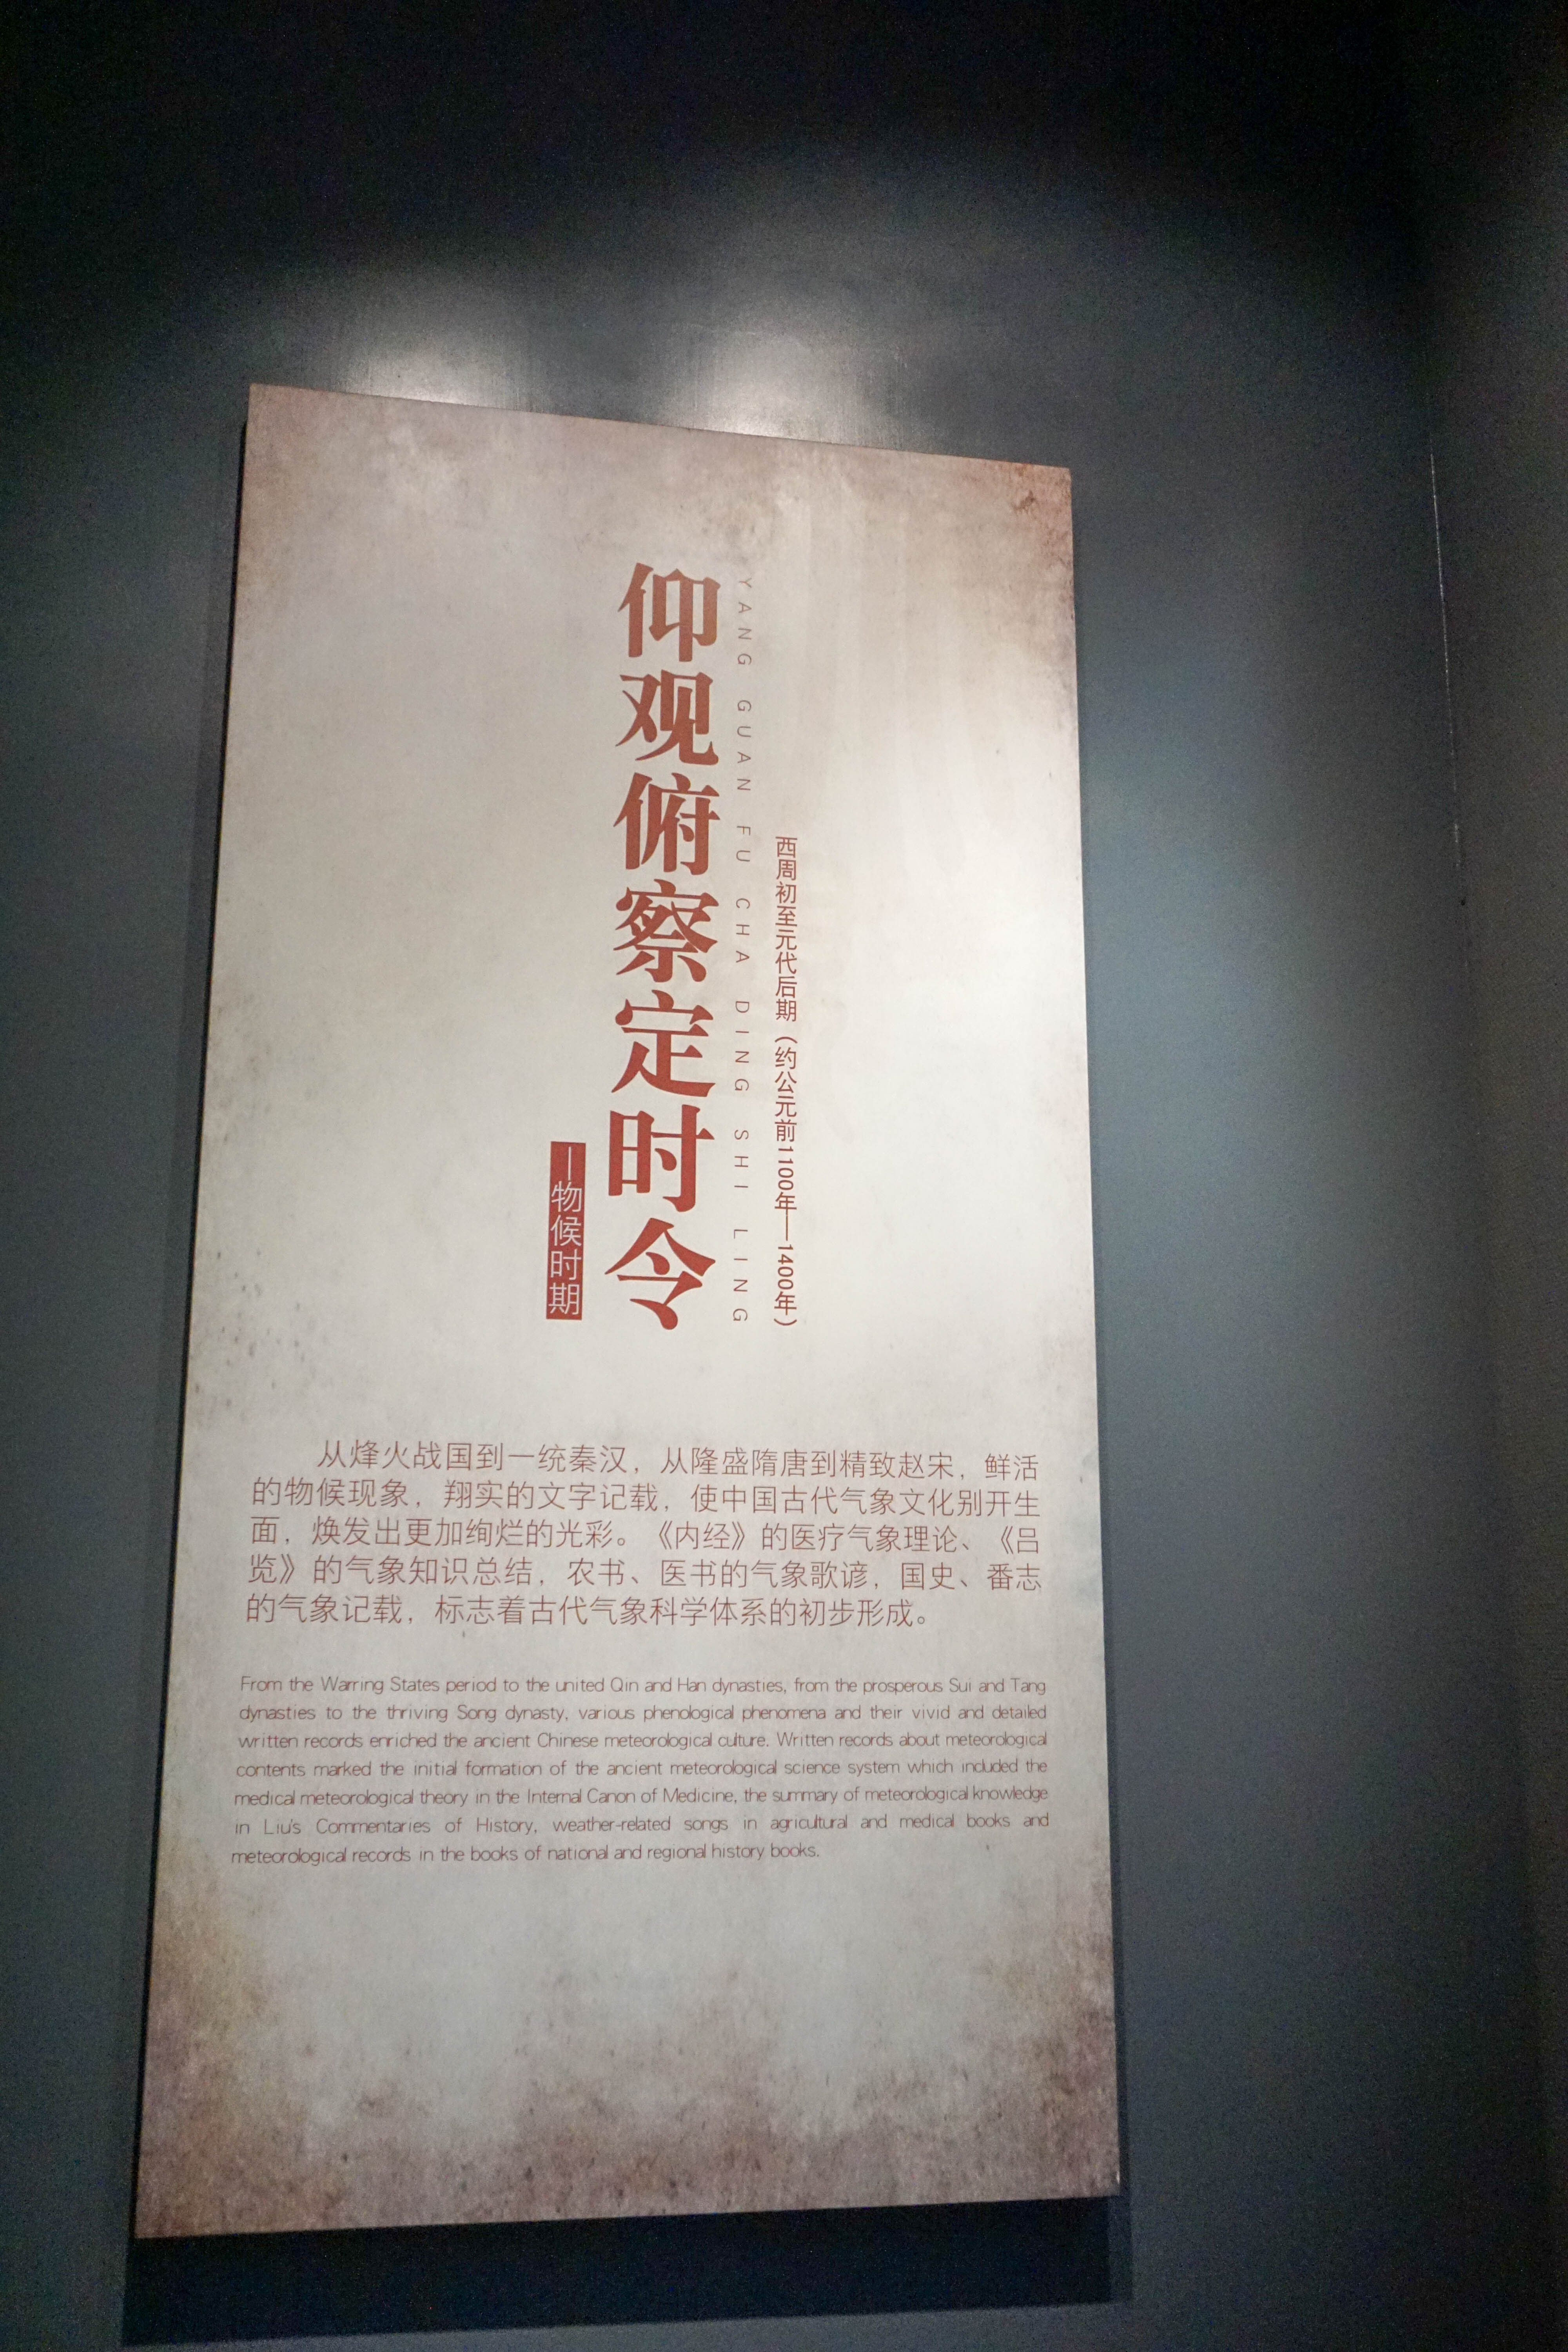 仰观俯察定时令
YANG GUAN FU CHA DING SHI LING
西周初至元代后期（约公元前1100年—1400年）
—物候时期
从烽火战国到一统秦汉，从隆盛隋唐到精致赵宋，鲜活
的物候现象，翔实的文字记载，使中国古代气象文化别开生
面，焕发出更加绚烂的光彩。《内经》的医疗气象理论、《吕
览》的气象知识总结，农书、医书的气象歌谚，国史、番志
的气象记载，标志着古代气象科学体系的初步形成。
From the Warring States period to the united Qin and Han dynasties, from the prosperous Sui and Tang
dynasties to the thriving Song dynasty, various phenological phenomena and their vivid and detailed
written records enriched the ancient Chinese meteorological culture. Written records about meteorological
contents marked the initial formation of the ancient meteorological science system which included the
medical meteorological theory in the Internal Canon of Medicine, the summary of meteorological knowledge
in Liu's Commentaries of History, weather-related songs in agricultural and medical books and
meteorological records in the books of national and regional history books.